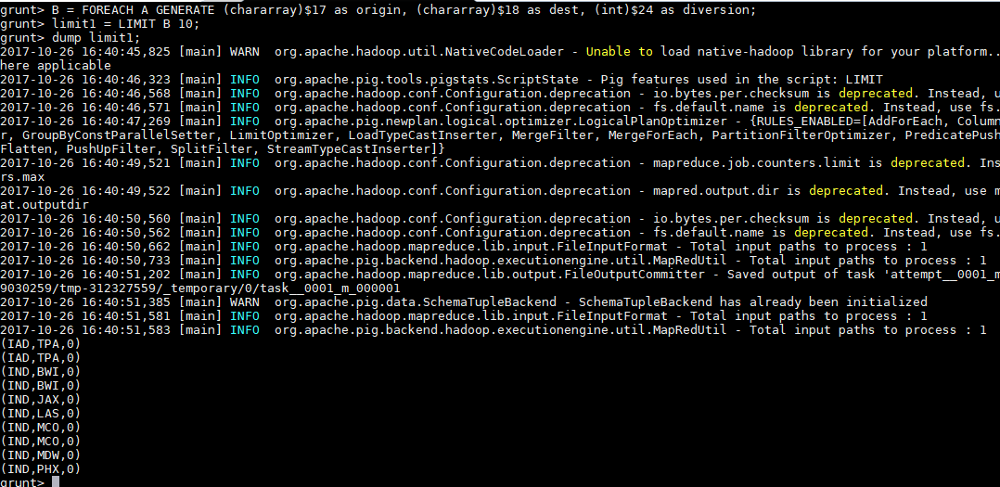 grunt> B = FOREACH A GENERATE (chararray)$17 as origin, (chararray)$18 as dest, (int)$24 as diversion;
grunt> limit1 = LIMIT B 10;
grunt> dump limit1;
2017-10-26 16:40:45,825 [main] WARN  org.apache.hadoop.util.NativeCodeLoader - Unable to load native-hadoop library for your platform..
here applicable
2017-10-26 16:40:46,323 [main] INFO  org.apache.pig.tools.pigstats.ScriptState - Pig features used in the script: LIMIT
2017-10-26 16:40:46,568 [main] INFO  org.apache.hadoop.conf.Configuration.deprecation - io.bytes.per.checksum is deprecated. Instead, u
2017-10-26 16:40:46,571 [main] INFO  org.apache.hadoop.conf.Configuration.deprecation - fs.default.name is deprecated. Instead, use fs.
2017-10-26 16:40:47,269 [main] INFO  org.apache.pig.newplan.logical.optimizer.LogicalPlanOptimizer - {RULES_ENABLED=[AddForEach, Column
r, GroupByConstParallelSetter, LimitOptimizer, LoadTypeCastInserter, MergeFilter, MergeForEach, PartitionFilterOptimizer, PredicatePush
Flatten, PushUpFilter, SplitFilter, StreamTypeCastInserter]}
2017-10-26 16:40:49,521 [main] INFO  org.apache.hadoop.conf.Configuration.deprecation - mapreduce.job.counters.limit is deprecated. Ins
rs.max
2017-10-26 16:40:49,522 [main] INFO  org.apache.hadoop.conf.Configuration.deprecation - mapred.output.dir is deprecated. Instead, use m
at.outputdir
2017-10-26 16:40:50,560 [main] INFO  org.apache.hadoop.conf.Configuration.deprecation - io.bytes.per.checksum is deprecated. Instead, u
2017-10-26 16:40:50,562 [main] INFO  org.apache.hadoop.conf.Configuration.deprecation - fs.default.name is deprecated. Instead, use fs.
2017-10-26 16:40:50,662 [main] INFO  org.apache.hadoop.mapreduce.lib.input.FileInputFormat - Total input paths to process : 1
2017-10-26 16:40:50,733 [main] INFO  org.apache.pig.backend.hadoop.executionengine.util.MapRedUtil - Total input paths to process : 1
2017-10-26 16:40:51,202 [main] INFO  org.apache.hadoop.mapreduce.lib.output.FileOutputCommitter - Saved output of task 'attempt__0001_m
9030259/tmp-312327559/_temporary/0/task__0001_m_000001
2017-10-26 16:40:51,385 [main] WARN  org.apache.pig.data.SchemaTupleBackend - SchemaTupleBackend has already been initialized
2017-10-26 16:40:51,581 [main] INFO  org.apache.hadoop.mapreduce.lib.input.FileInputFormat - Total input paths to process : 1
2017-10-26 16:40:51,583 [main] INFO  org.apache.pig.backend.hadoop.executionengine.util.MapRedUtil - Total input paths to process : 1
(IAD,TPA,0)
(IAD,TPA,0)
(IND,BWI,0)
(IND,BWI,0)
(IND,JAX,0)
(IND,LAS,0)
(IND,MCO,0)
(IND,MCO,0)
(IND,MDW,0)
(IND,PHX,0)
grunt>